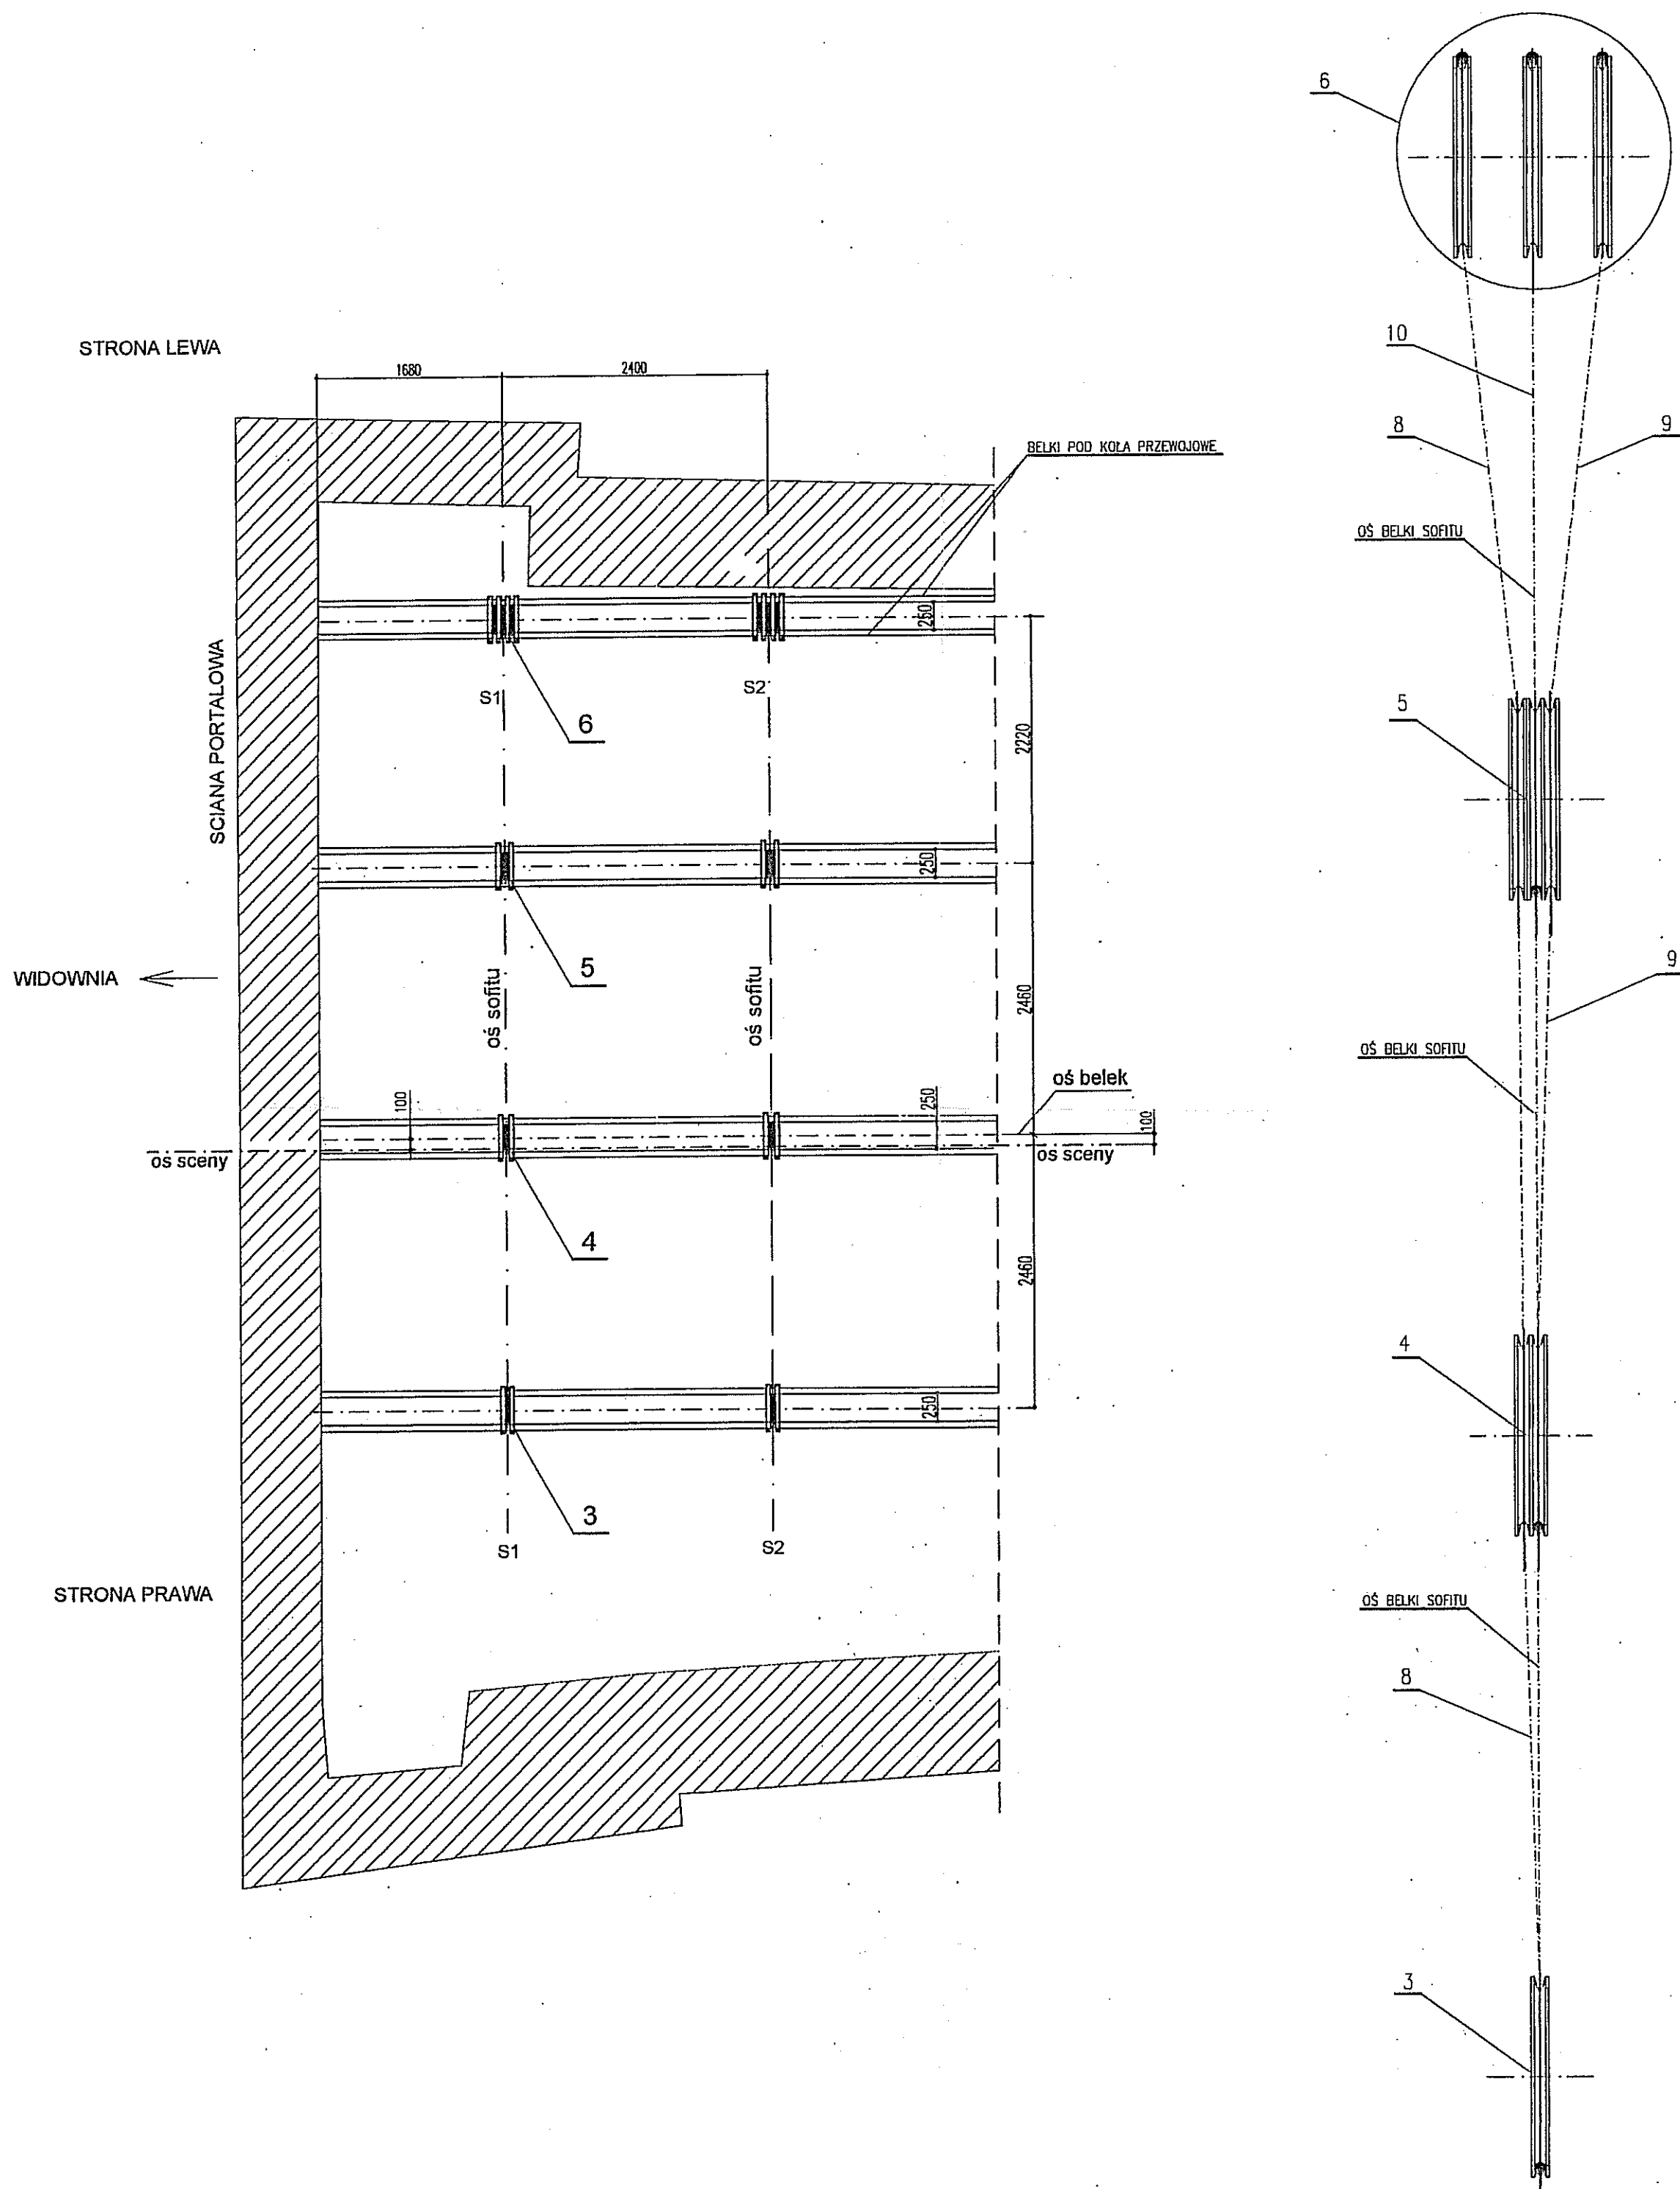 6
STRONA LEWA
1680
2400
10
8
9
BELKI POD KOŁA PRZEWOJOWE
OŚ BELKI SOFITU
250
SCIANA PORTALOWA
S1
S2
6
2220
5
250
5
WIDOWNIA
oś sofitu
oś sofitu
2460
9
OŚ BELKI SOFITU
oś belek
100
250
100
oś sceny
oś sceny
4
4
2460
250
3
S1
S2
STRONA PRAWA
OŚ BELKI SOFITU
8
3